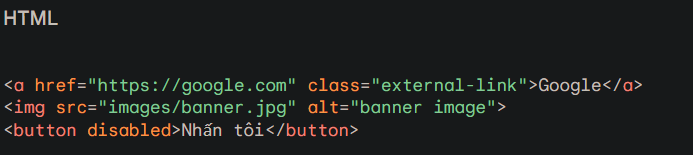 HTML
<a href="https://google.com" class="external-link">Google</a>
<img src="images/banner.jpg" alt="banner image">
<button disabled>Nhấn tôi</button>